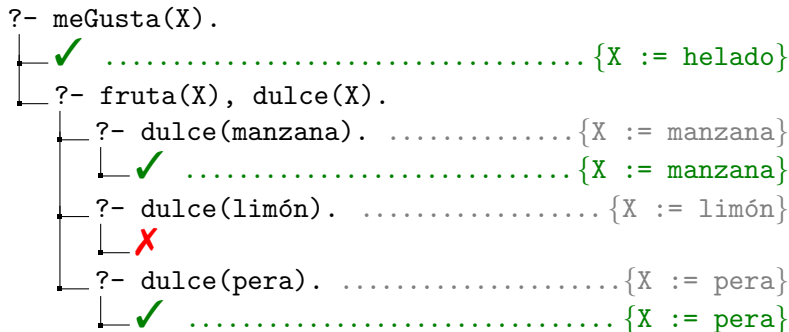 ?- meGusta(X).
✓ ................................... {X := helado}
?- fruta(X), dulce(X).
?- dulce(manzana). ..............{X := manzana}
✓ ............................ {X := manzana}
?- dulce(limón). .................. {X := limón}
✗
?- dulce(pera). .....................{X := pera}
✓ ................................ {X := pera}